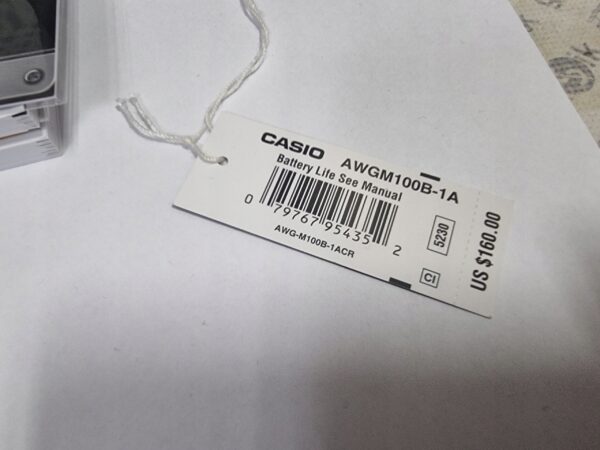 CASIO AWGM100B-1A
Battery Life See Manual
0 79767 95435 2
AWG-M100B-1ACR
5230
CI
US $160.00